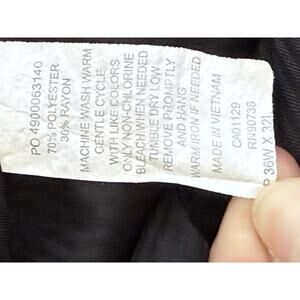 PO 4900063140
70% POLYESTER
30% RAYON
MACHINE WASH WARM
GENTLE CYCLE
WITH LIKE COLORS
ONLY NON-CHLORINE
BLEACH WHEN NEEDED
TUMBLE DRY LOW
REMOVE PROMPTLY
AND HANG
WARM IRON IF NEEDED
MADE IN VIETNAM
CA01129
RN90736
P 36W X 32L